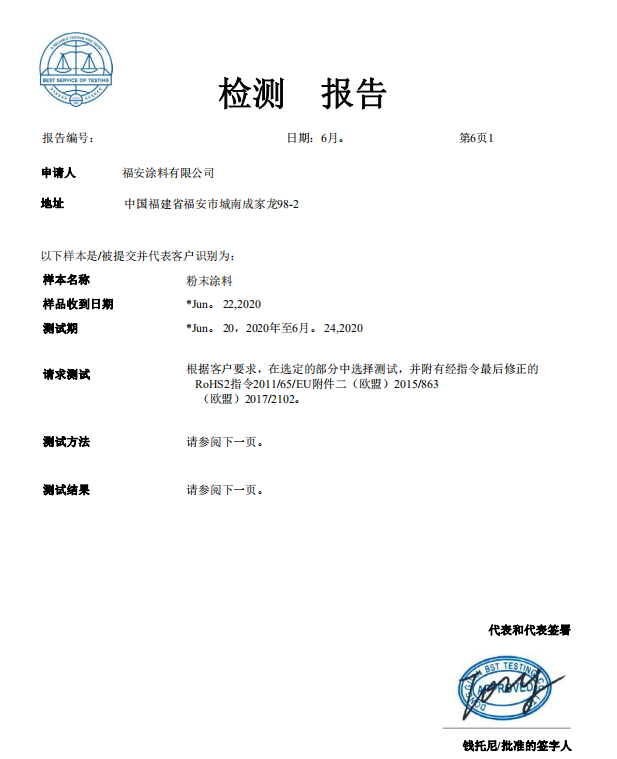 A RELIABLE TESTING FOR TRUST
BEST SERVICE OF TESTING
检测 报告
报告编号： 日期：6月。 第6页1
申请人 福安涂料有限公司
地址 中国福建省福安市城南成家龙98-2
以下样本是/被提交并代表客户识别为：
样本名称 粉末涂料
样品收到日期 *Jun。 22,2020
测试期 *Jun。 20，2020年至6月。 24,2020
请求测试 根据客户要求，在选定的部分中选择测试，并附有经指令最后修正的
RoHS2指令2011/65/EU附件二（欧盟）2015/863
（欧盟）2017/2102。
测试方法 请参阅下一页。
测试结果 请参阅下一页。
代表和代表签署
BST TESTING
APPROVED
钱托尼/批准的签字人